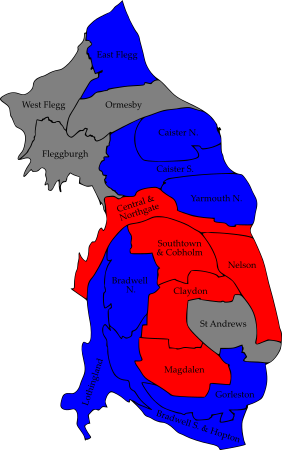 East Flegg
West Flegg
Ormesby
Caister N.
Fleggburgh
Caister S.
Yarmouth N.
Central &
Northgate
Southtown
& Cobholm
Nelson
Bradwell
N.
Claydon
St Andrews
Magdalen
Lothingland
Gorleston
Bradwell S. & Hopton